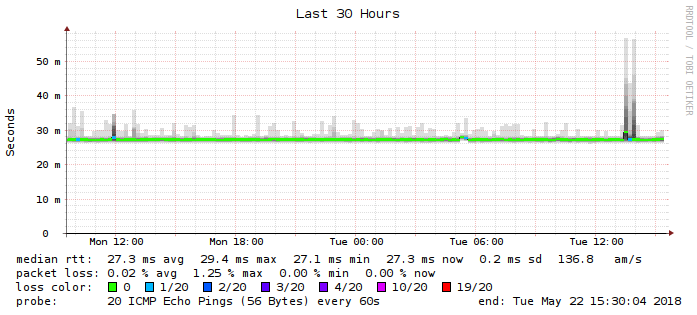 Last 30 Hours
RRDTOOL / TOBI OETIKER
Seconds
50 m
40 m
30 m
20 m
10 m
0
Mon 12:00 Mon 18:00 Tue 00:00 Tue 06:00 Tue 12:00
median rtt: 27.3 ms avg 29.4 ms max 27.1 ms min 27.3 ms now 0.2 ms sd 136.8 am/s
packet loss: 0.02 % avg 1.25 % max 0.00 % min 0.00 % now
loss color: 0 1/20 2/20 3/20 4/20 10/20 19/20
probe: 20 ICMP Echo Pings (56 Bytes) every 60s end: Tue May 22 15:30:04 2018